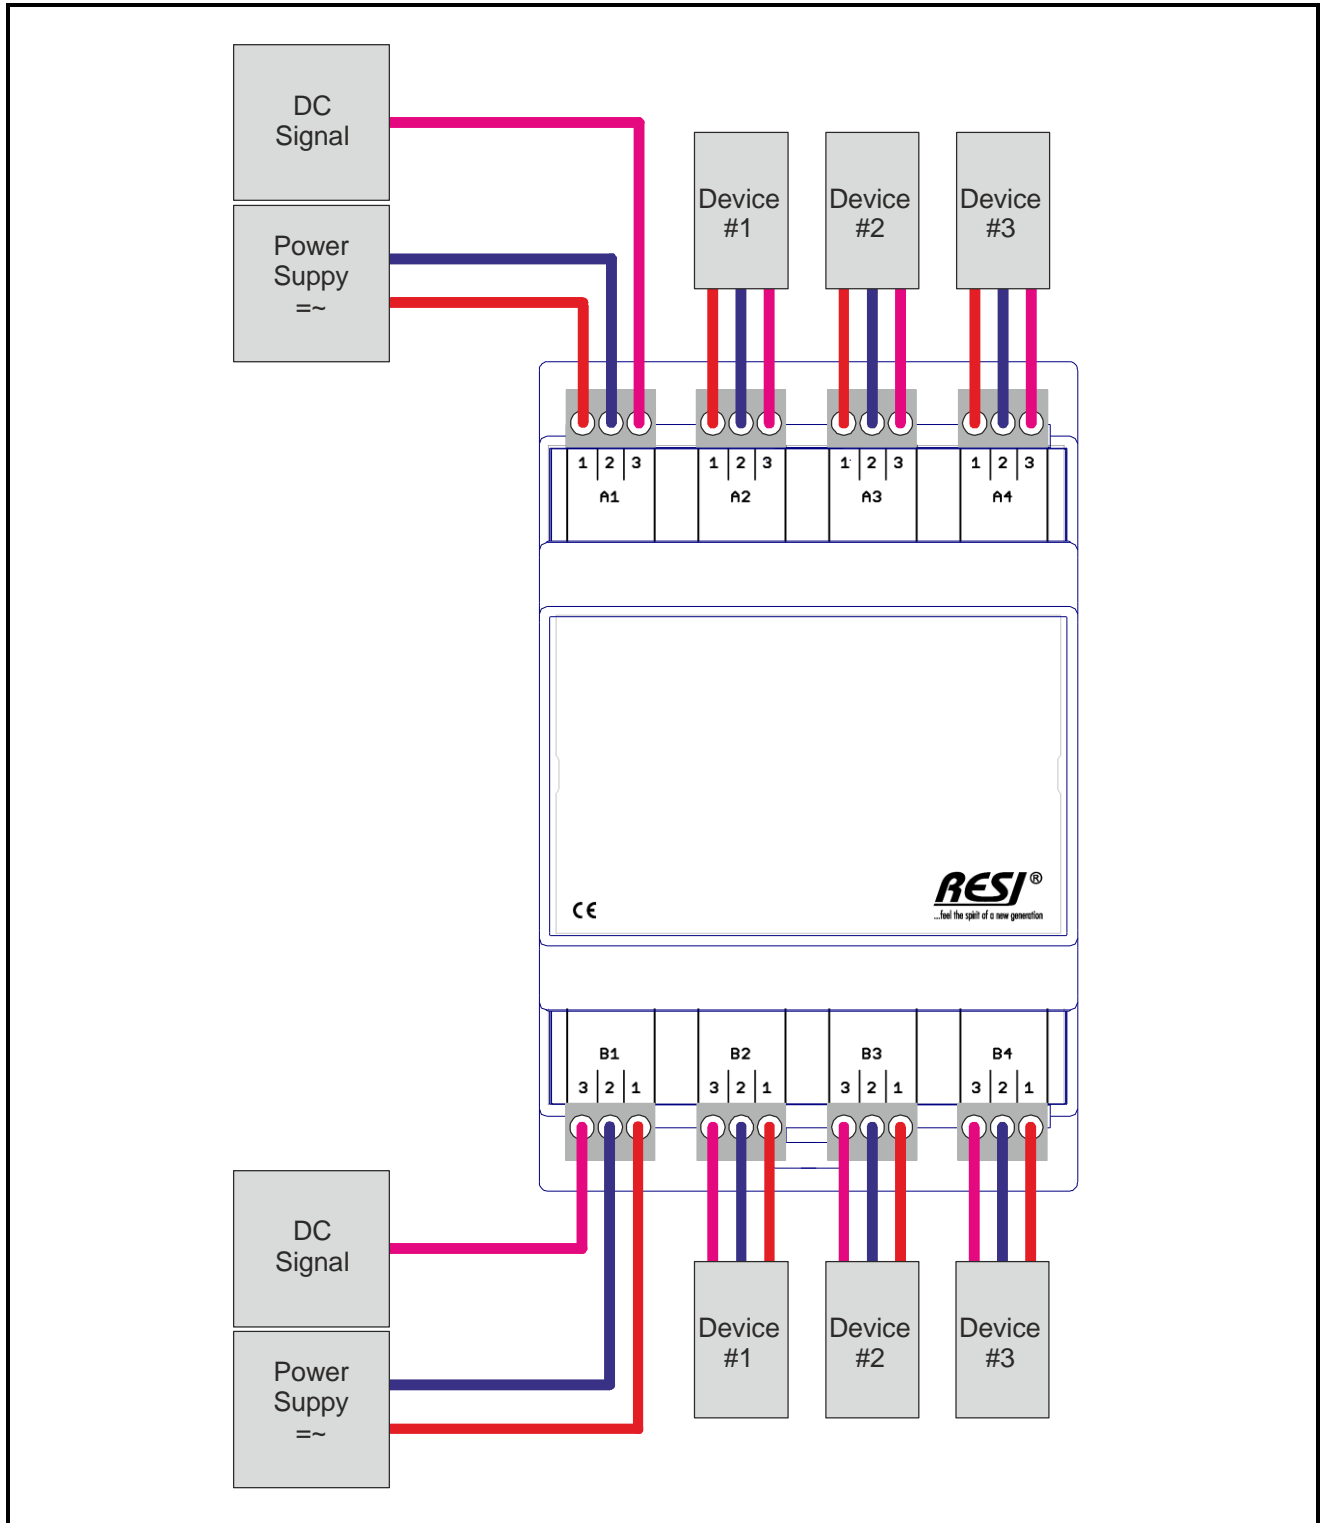 DC
Signal
Power
Suppy
=~
Device
#1
Device
#2
Device
#3
1 2 3
A1
1 2 3
A2
1 2 3
A3
1 2 3
A4
RESI®
...feel the spirit of a new generation
CE
B1
3 2 1
B2
3 2 1
B3
3 2 1
B4
3 2 1
DC
Signal
Power
Suppy
=~
Device
#1
Device
#2
Device
#3